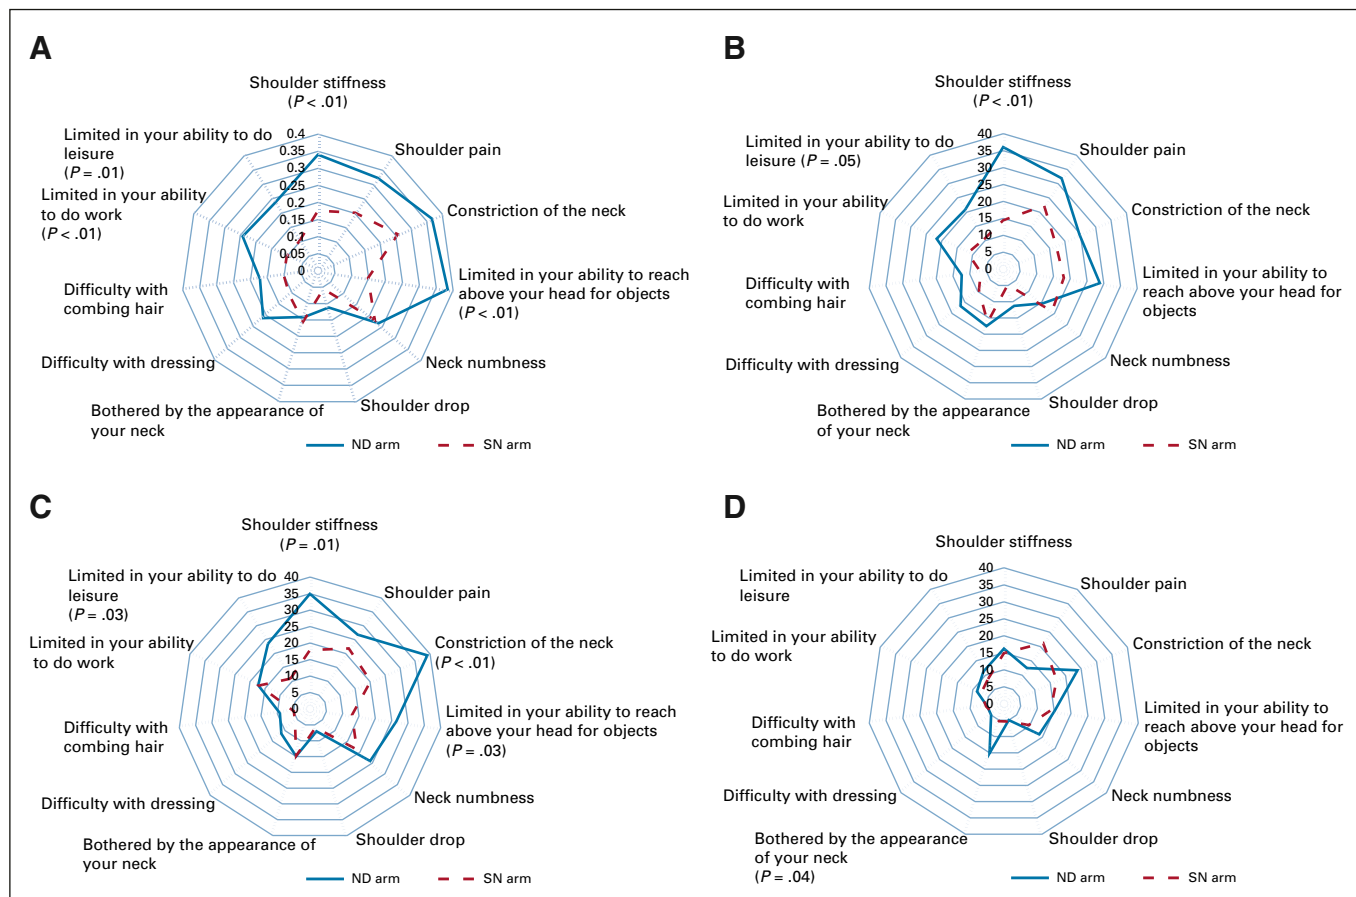 A
Shoulder stiffness
(P < .01)
Limited in your ability to do
leisure
(P = .01)
Shoulder pain
Limited in your ability
to do work
(P < .01)
Constriction of the neck
0.4
0.35
0.3
0.25
0.2
0.15
0.1
0.05
0
Difficulty with
combing hair
Limited in your ability to reach
above your head for objects
(P < .01)
Difficulty with dressing
Neck numbness
Bothered by the appearance of
your neck
Shoulder drop
ND arm
SN arm
B
Shoulder stiffness
(P < .01)
Limited in your ability to do
leisure (P = .05)
Shoulder pain
Limited in your ability
to do work
Constriction of the neck
40
35
30
25
20
15
10
5
0
Difficulty with
combing hair
Limited in your ability to
reach above your head for
objects
Difficulty with dressing
Neck numbness
Bothered by the appearance
of your neck
Shoulder drop
ND arm
SN arm
C
Shoulder stiffness
(P = .01)
Limited in your ability to do
leisure
(P = .03)
Shoulder pain
Limited in your ability
to do work
Constriction of the neck
(P < .01)
40
35
30
25
20
15
10
5
0
Difficulty with
combing hair
Limited in your ability to reach
above your head for objects
(P = .03)
Difficulty with dressing
Neck numbness
Bothered by the appearance of
your neck
Shoulder drop
ND arm
SN arm
D
Shoulder stiffness
Limited in your ability to do
leisure
Shoulder pain
Limited in your ability
to do work
Constriction of the neck
40
35
30
25
20
15
10
5
0
Difficulty with
combing hair
Limited in your ability to
reach above your head for
objects
Difficulty with dressing
Neck numbness
Bothered by the appearance
of your neck
(P = .04)
Shoulder drop
ND arm
SN arm